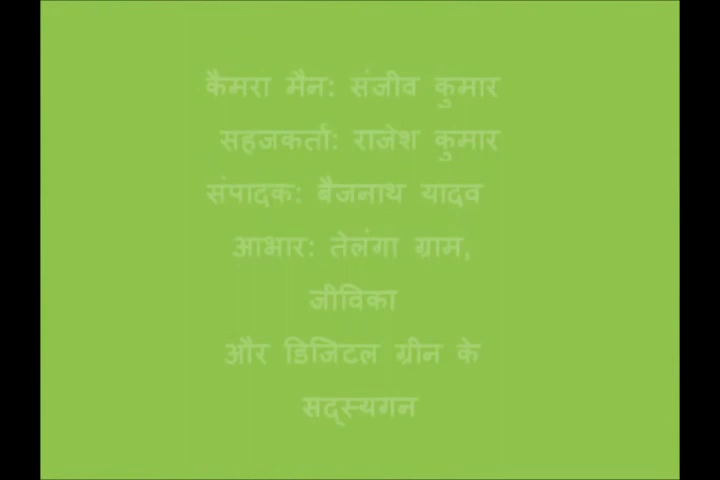 कैमरा मैन: संजीव कुमार
सहजकर्ता: राजेश कुमार
संपादक: बैजनाथ यादव
आभार: तेलंगा ग्राम,
जीविका
और डिजिटल ग्रीन के
सद्स्यगन